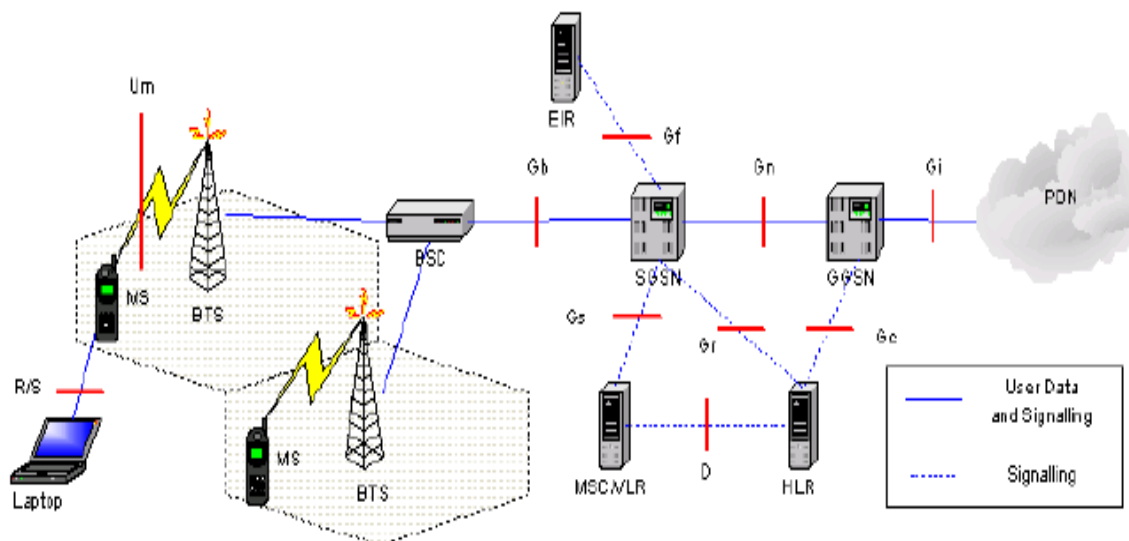 Um
EIR
Gf
Gb
Gn
Gi
PDN
BSC
SGSN
GGSN
MS
BTS
Gs
Gr
Gc
R/S
User Data
and Signalling
MS
BTS
D
Signalling
Laptop
MSC/VLR
HLR